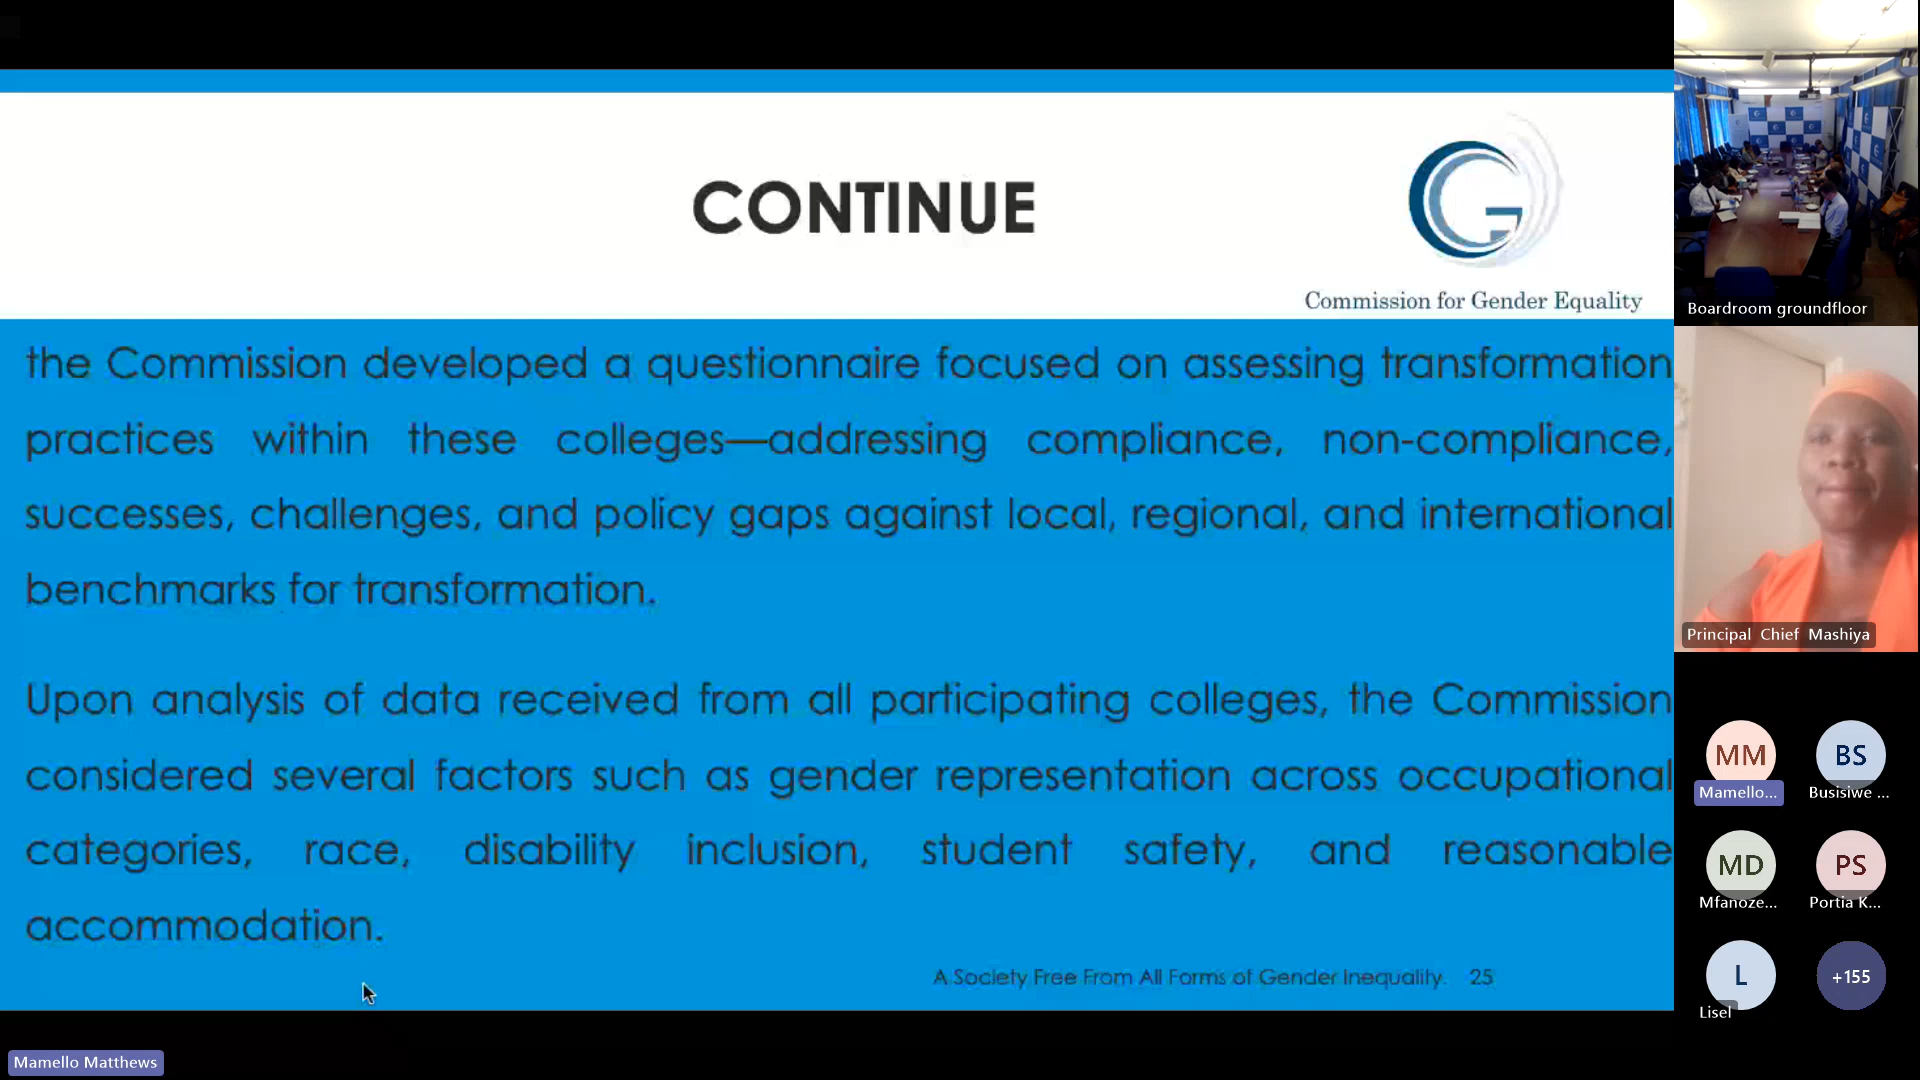 CONTINUE
Commission for Gender Equality
the Commission developed a questionnaire focused on assessing transformation
practices within these colleges—addressing compliance, non-compliance,
successes, challenges, and policy gaps against local, regional, and international
benchmarks for transformation.
Upon analysis of data received from all participating colleges, the Commission
considered several factors such as gender representation across occupational
categories, race, disability inclusion, student safety, and reasonable
accommodation.
A Society Free From All Forms of Gender Inequality. 25
Mamello Matthews
Boardroom groundfloor
Principal Chief Mashiya
MM
Mamello...
BS
Busisiwe ...
MD
Mfanoze...
PS
Portia K...
L
Lisel
+155